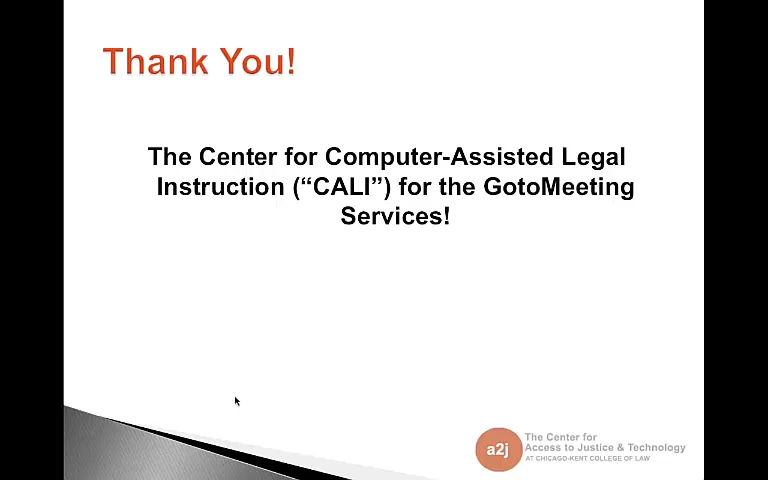 Thank You!
The Center for Computer-Assisted Legal
Instruction (“CALI”) for the GotoMeeting
Services!
a2j
The Center for
Access to Justice & Technology
AT CHICAGO-KENT COLLEGE OF LAW